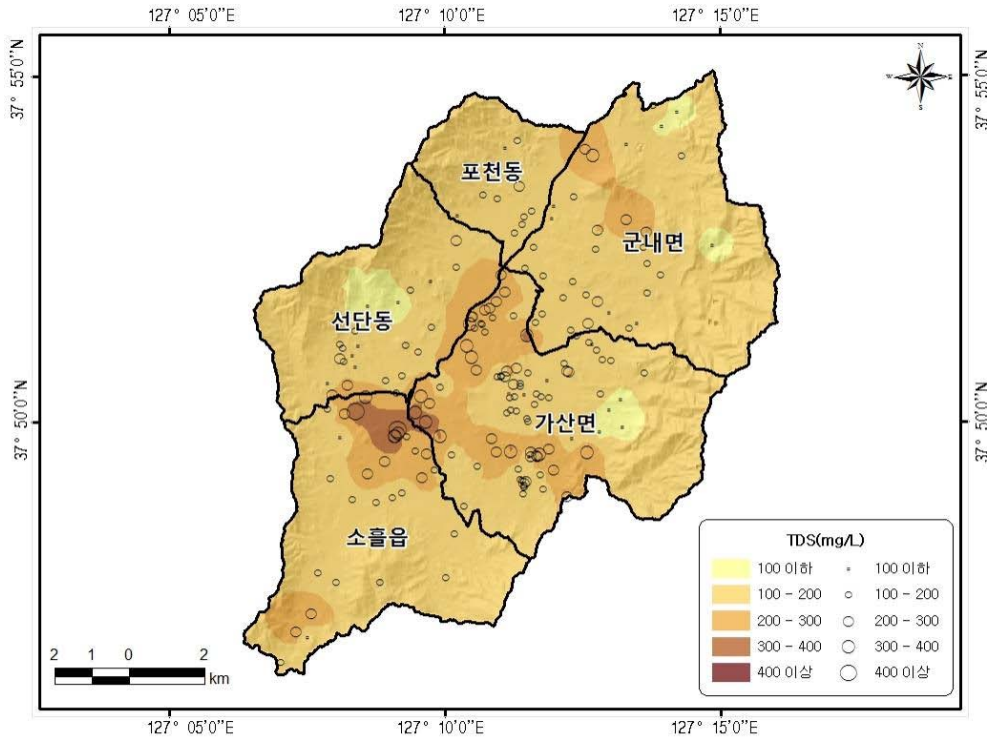 127° 05'0"E 127° 10'0"E 127° 15'0"E
37° 55'0"N 37° 55'0"N
N
W E
S
포천동
군내면
선단동
가산면
37° 50'0"N 37° 50'0"N
소흘읍
TDS(mg/L)
100 이하 100 이하
100 - 200 100 - 200
200 - 300 200 - 300
300 - 400 300 - 400
400 이상 400 이상
2 1 0 2
km
127° 05'0"E 127° 10'0"E 127° 15'0"E